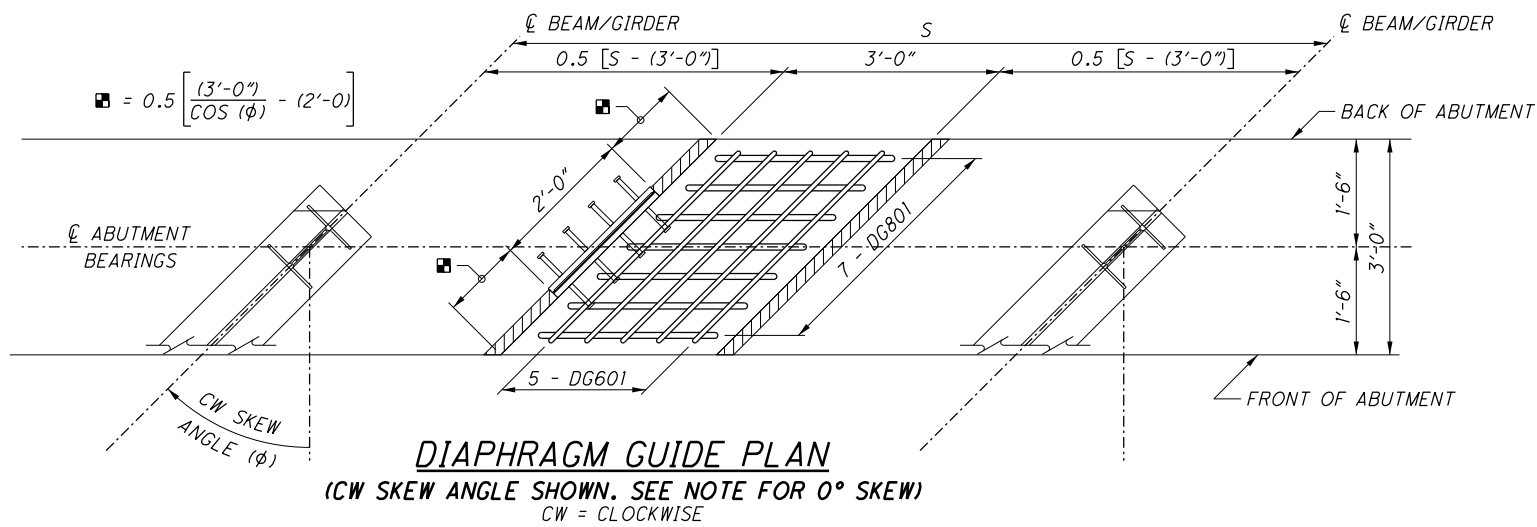 ℄ BEAM/GIRDER
℄ BEAM/GIRDER
S
0.5 [S - (3'-0")]
3'-0"
0.5 [S - (3'-0")]
= 0.5 [(3'-0") / COS (ϕ) - (2'-0)]
BACK OF ABUTMENT
2'-0"
1'-6"
3'-0"
1'-6"
℄ ABUTMENT
BEARINGS
7 - DG801
5 - DG601
FRONT OF ABUTMENT
CW SKEW
ANGLE (ϕ)
DIAPHRAGM GUIDE PLAN
(CW SKEW ANGLE SHOWN. SEE NOTE FOR 0° SKEW)
CW = CLOCKWISE